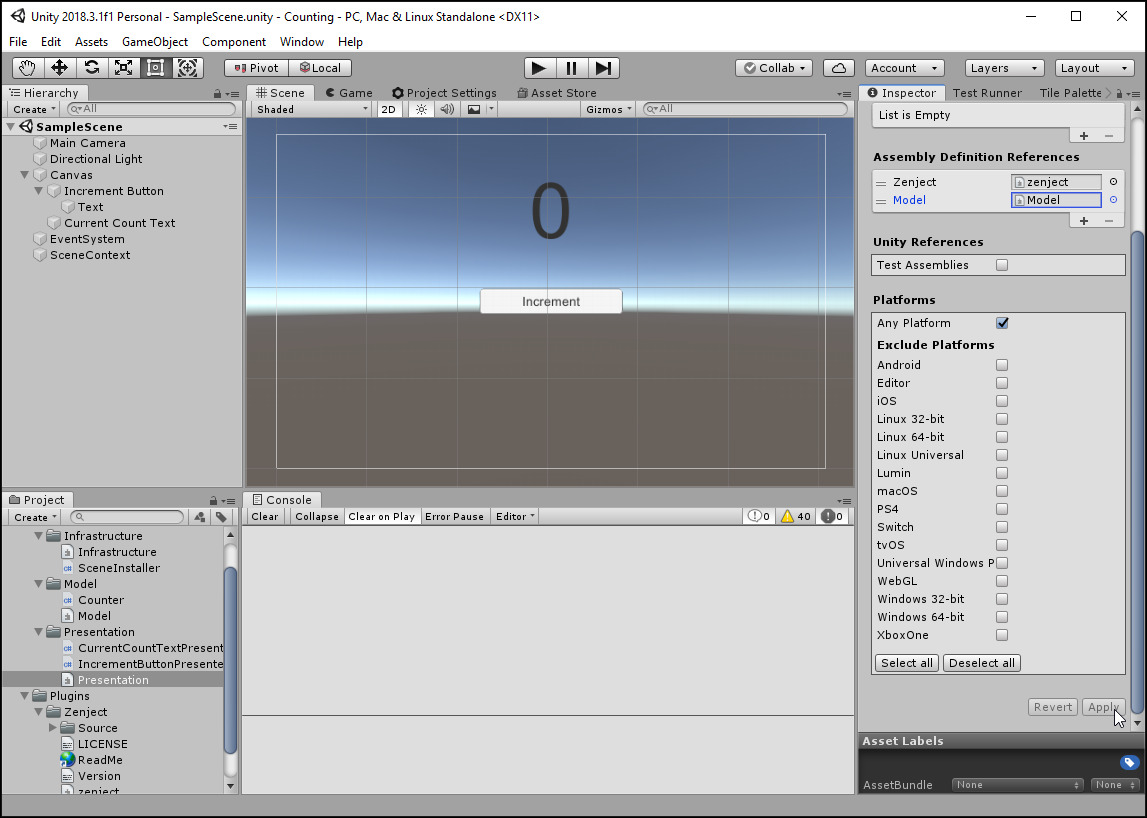 Unity 2018.3.1f1 Personal - SampleScene.unity - Counting - PC, Mac & Linux Standalone <DX11>
File Edit Assets GameObject Component Window Help
Pivot Local Collab Account Layers Layout
Hierarchy
Create All
SampleScene
Main Camera
Directional Light
Canvas
Increment Button
Text
Current Count Text
EventSystem
SceneContext
Scene Game Project Settings Asset Store
Shaded 2D Gizmos All
0
Increment
Project
Create
Infrastructure
Infrastructure
SceneInstaller
Model
Counter
Model
Presentation
CurrentCountTextPresent
IncrementButtonPresente
Presentation
Plugins
Zenject
Source
LICENSE
ReadMe
Version
zenject
Console
Clear Collapse Clear on Play Error Pause Editor 0 40 0
Inspector Test Runner Tile Palette
List is Empty
+ −
Assembly Definition References
Zenject zenject
Model Model
+ −
Unity References
Test Assemblies
Platforms
Any Platform
Exclude Platforms
Android
Editor
iOS
Linux 32-bit
Linux 64-bit
Linux Universal
Lumin
macOS
PS4
Switch
tvOS
Universal Windows P
WebGL
Windows 32-bit
Windows 64-bit
XboxOne
Select all Deselect all
Revert Apply
Asset Labels
AssetBundle None None